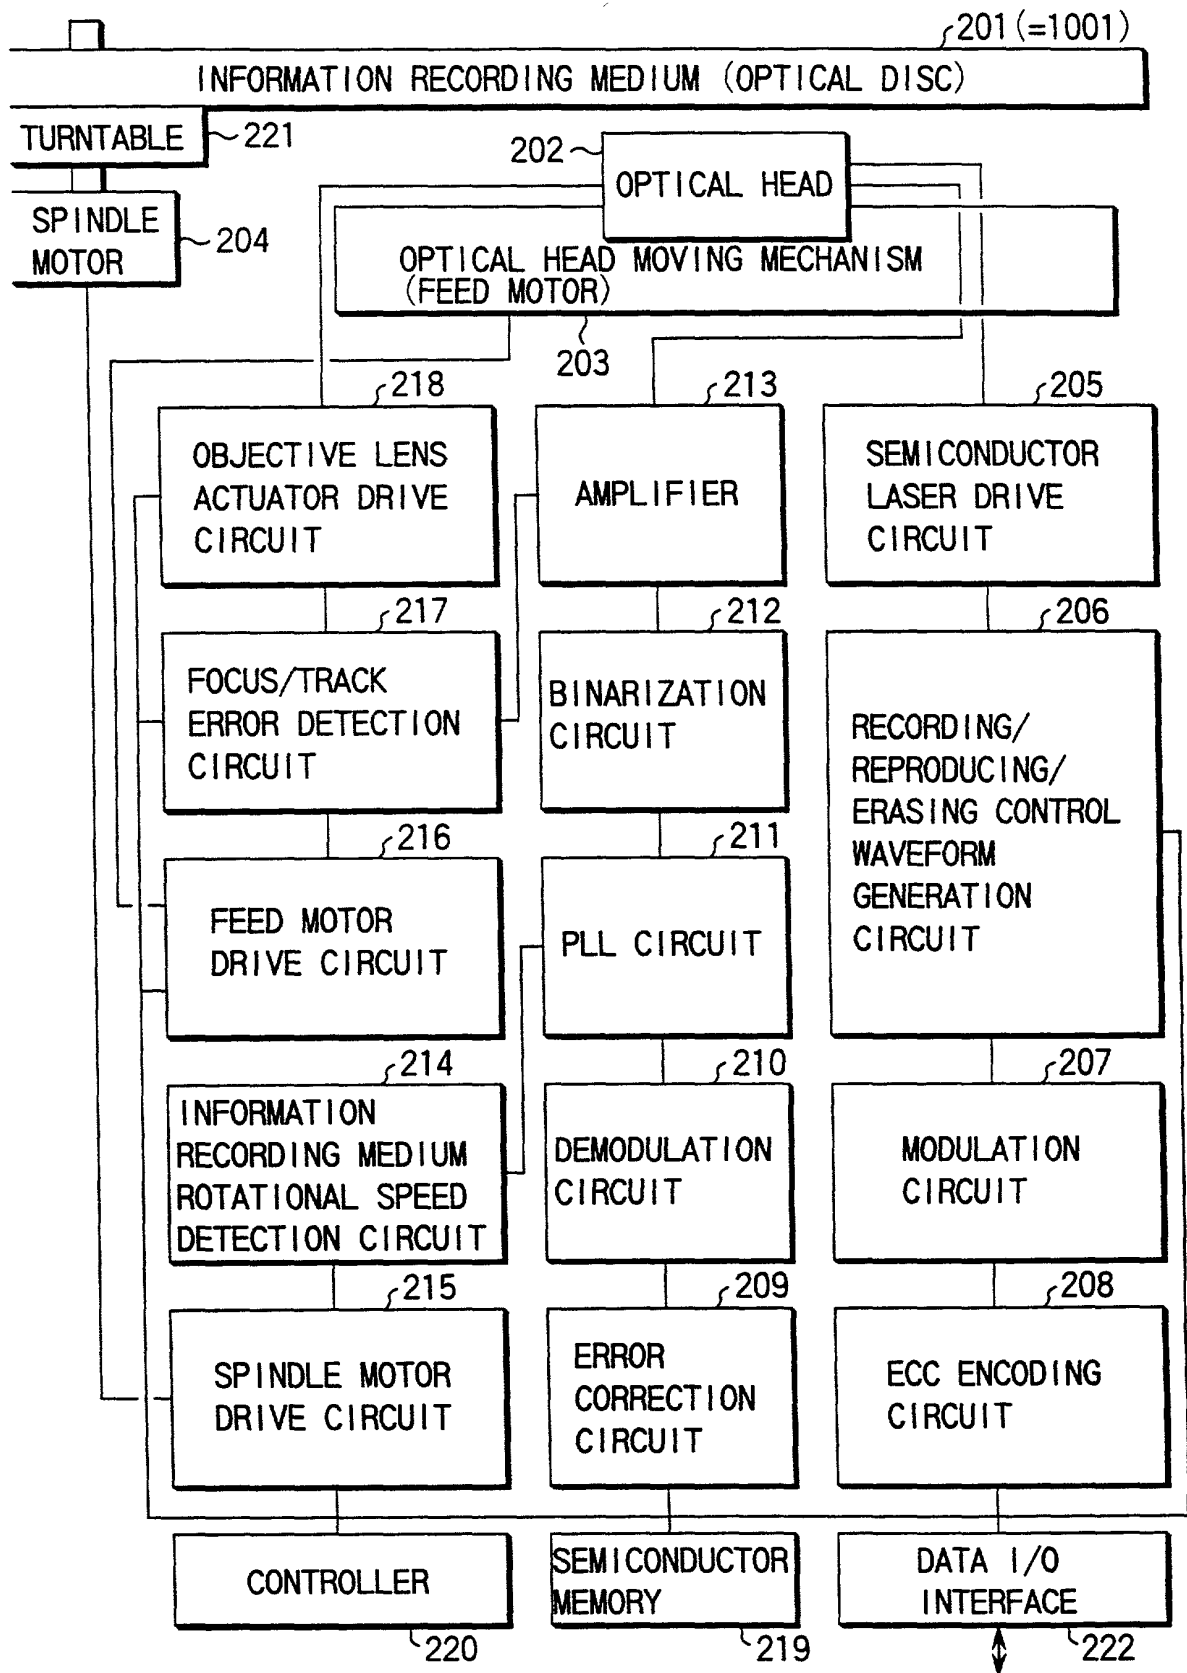 201 (=1001)
INFORMATION RECORDING MEDIUM (OPTICAL DISC)
TURNTABLE
221
202
OPTICAL HEAD
SPINDLE
MOTOR
204
OPTICAL HEAD MOVING MECHANISM
(FEED MOTOR)
203
218
213
205
OBJECTIVE LENS
ACTUATOR DRIVE
CIRCUIT
AMPLIFIER
SEMICONDUCTOR
LASER DRIVE
CIRCUIT
217
212
206
FOCUS/TRACK
ERROR DETECTION
CIRCUIT
BINARIZATION
CIRCUIT
RECORDING/
REPRODUCING/
ERASING CONTROL
WAVEFORM
GENERATION
CIRCUIT
216
211
FEED MOTOR
DRIVE CIRCUIT
PLL CIRCUIT
214
210
207
INFORMATION
RECORDING MEDIUM
ROTATIONAL SPEED
DETECTION CIRCUIT
DEMODULATION
CIRCUIT
MODULATION
CIRCUIT
215
209
208
SPINDLE MOTOR
DRIVE CIRCUIT
ERROR
CORRECTION
CIRCUIT
ECC ENCODING
CIRCUIT
CONTROLLER
SEMICONDUCTOR
MEMORY
DATA I/O
INTERFACE
220
219
222